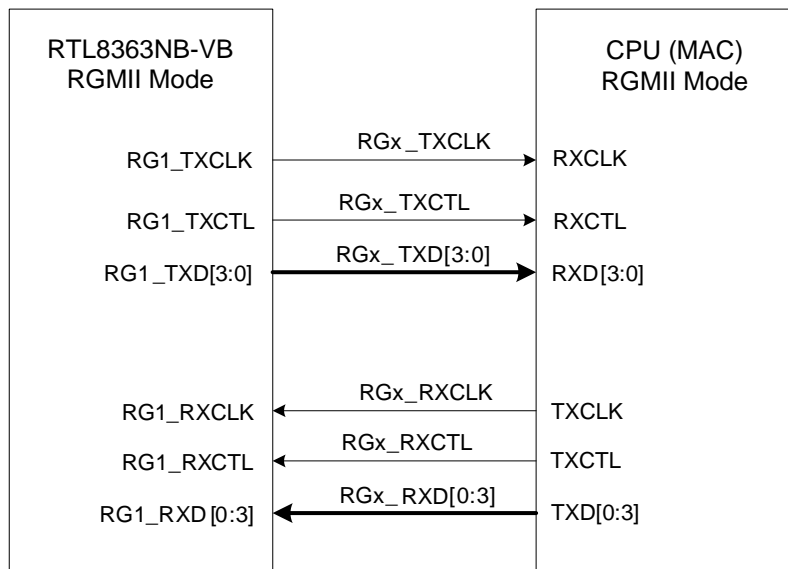 RTL8363NB-VB
RGMII Mode
CPU (MAC)
RGMII Mode
RG1_TXCLK
RGx_TXCLK
RXCLK
RG1_TXCTL
RGx_TXCTL
RXCTL
RG1_TXD[3:0]
RGx_TXD[3:0]
RXD[3:0]
RG1_RXCLK
RGx_RXCLK
TXCLK
RG1_RXCTL
RGx_RXCTL
TXCTL
RG1_RXD[0:3]
RGx_RXD[0:3]
TXD[0:3]